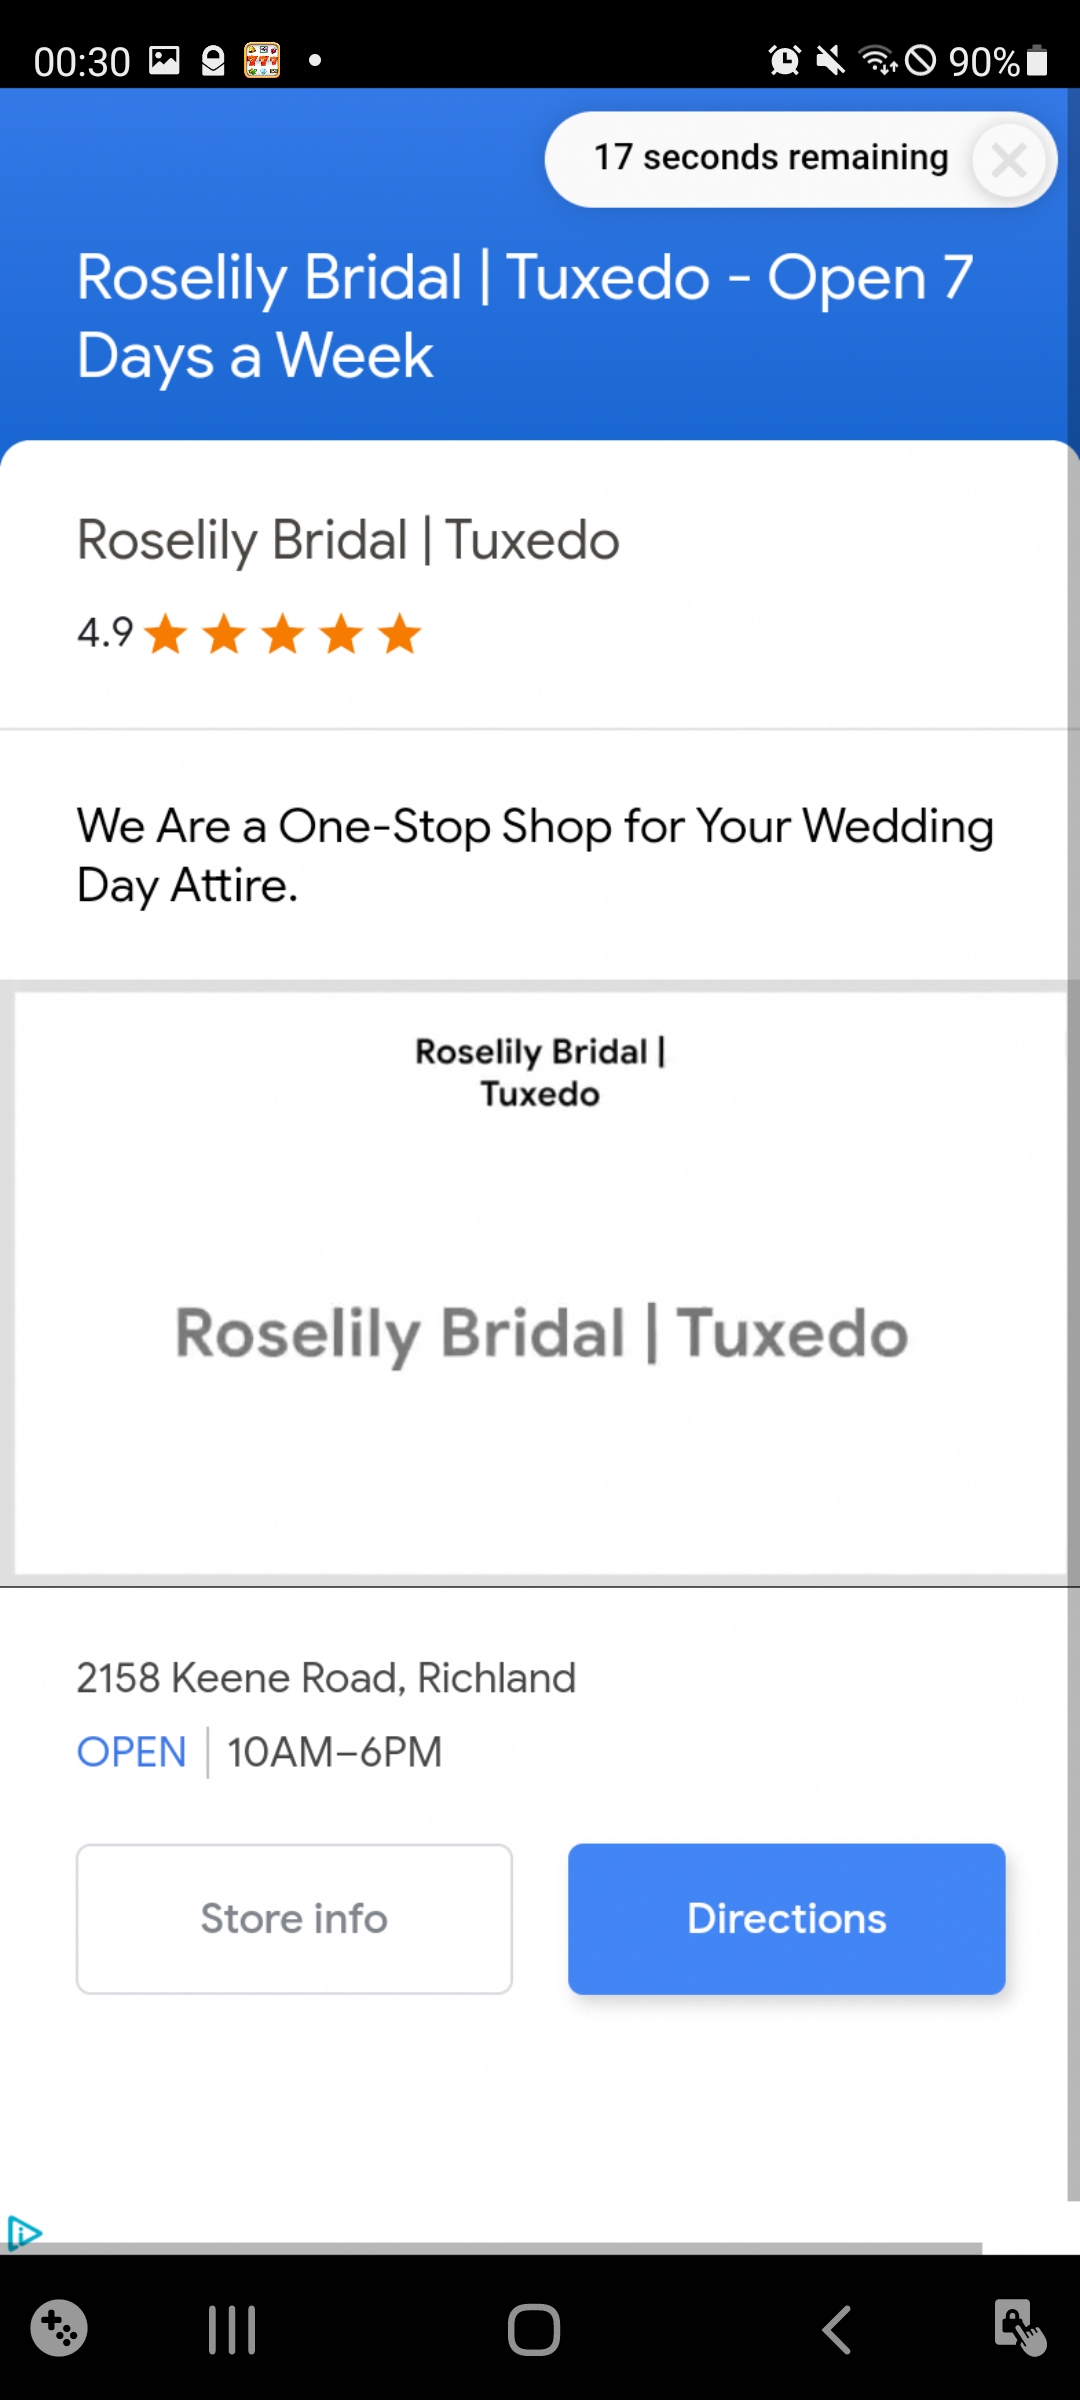 00:30
90%
17 seconds remaining
Roselily Bridal | Tuxedo - Open 7
Days a Week
Roselily Bridal | Tuxedo
4.9
We Are a One-Stop Shop for Your Wedding
Day Attire.
Roselily Bridal |
Tuxedo
Roselily Bridal | Tuxedo
2158 Keene Road, Richland
OPEN | 10AM–6PM
Store info
Directions